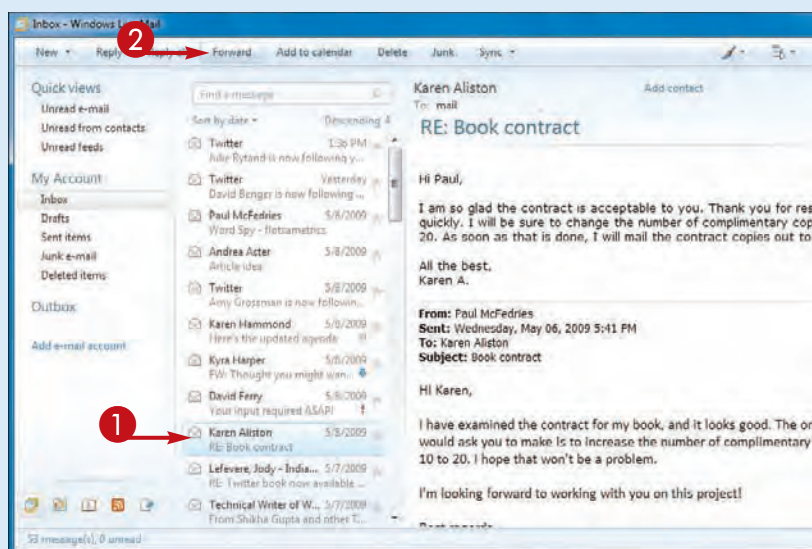 Inbox - Windows Live Mail
2
New Reply Reply Forward Add to calendar Delete Junk Sync
Quick views
Unread e-mail
Unread from contacts
Unread feeds
My Account
Inbox
Drafts
Sent items
Junk e-mail
Deleted items
Outbox
Add e-mail account
Find a message
Sort by date Descending
Twitter 1:36 PM
Julie Ryland is now following y...
Twitter Yesterday
David Benger is now following ...
Paul McFedries 5/8/2009
Word Spy - flotsametrics
Andrea Aster 5/8/2009
Article idea
Twitter 5/8/2009
Amy Grossman is now followin...
Karen Hammond 5/8/2009
Here's the updated agenda
Kyra Harper 5/8/2009
FW: Thought you might wan...
David Ferry 5/8/2009
Your input required ASAP! !
1
Karen Aliston 5/8/2009
RE: Book contract
Lefevere, Jody - India... 5/7/2009
RE: Twitter book now available ...
Technical Writer of W... 5/7/2009
From Shikha Gupta and other T...
Karen Aliston Add contact
To: mail
RE: Book contract
Hi Paul,
I am so glad the contract is acceptable to you. Thank you for res
quickly. I will be sure to change the number of complimentary cop
20. As soon as that is done, I will mail the contract copies out to
All the best,
Karen A.
From: Paul McFedries
Sent: Wednesday, May 06, 2009 5:41 PM
To: Karen Aliston
Subject: Book contract
Hi Karen,
I have examined the contract for my book, and it looks good. The or
would ask you to make is to increase the number of complimentary
10 to 20. I hope that won't be a problem.
I'm looking forward to working with you on this project!
53 message(s), 0 unread